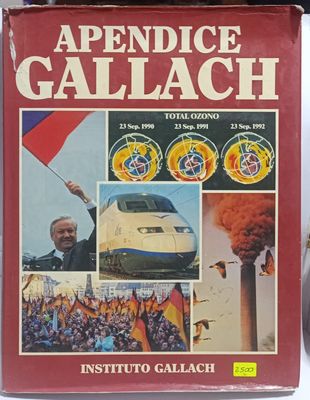 APENDICE
GALLACH
TOTAL OZONO
23 Sep. 1990 23 Sep. 1991 23 Sep. 1992
INSTITUTO GALLACH
2500